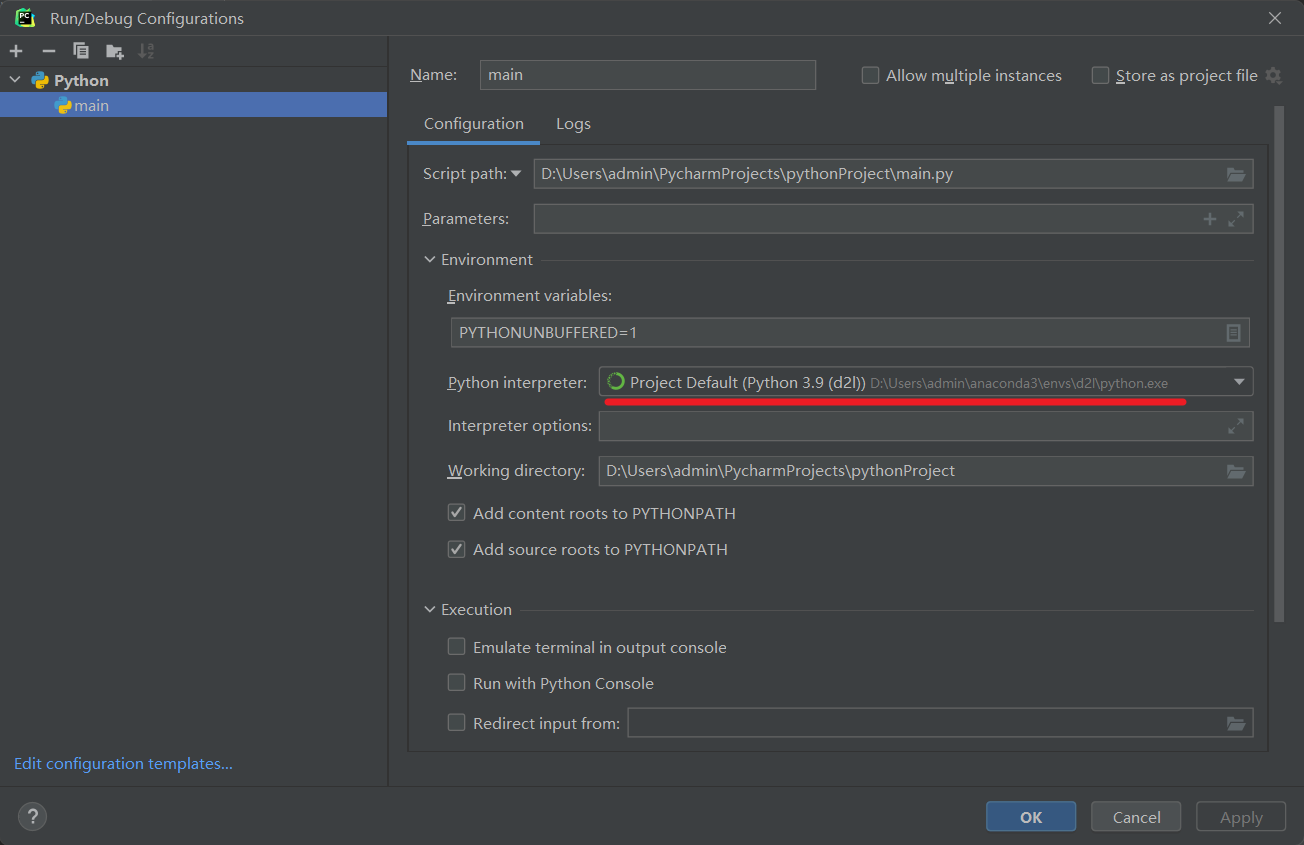 Run/Debug Configurations
Python
main
Name: main Allow multiple instances Store as project file
Configuration Logs
Script path: D:\Users\admin\PycharmProjects\pythonProject\main.py
Parameters:
Environment
Environment variables:
PYTHONUNBUFFERED=1
Python interpreter: Project Default (Python 3.9 (d2l)) D:\Users\admin\anaconda3\envs\d2l\python.exe
Interpreter options:
Working directory: D:\Users\admin\PycharmProjects\pythonProject
Add content roots to PYTHONPATH
Add source roots to PYTHONPATH
Execution
Emulate terminal in output console
Run with Python Console
Redirect input from:
Edit configuration templates...
? OK Cancel Apply